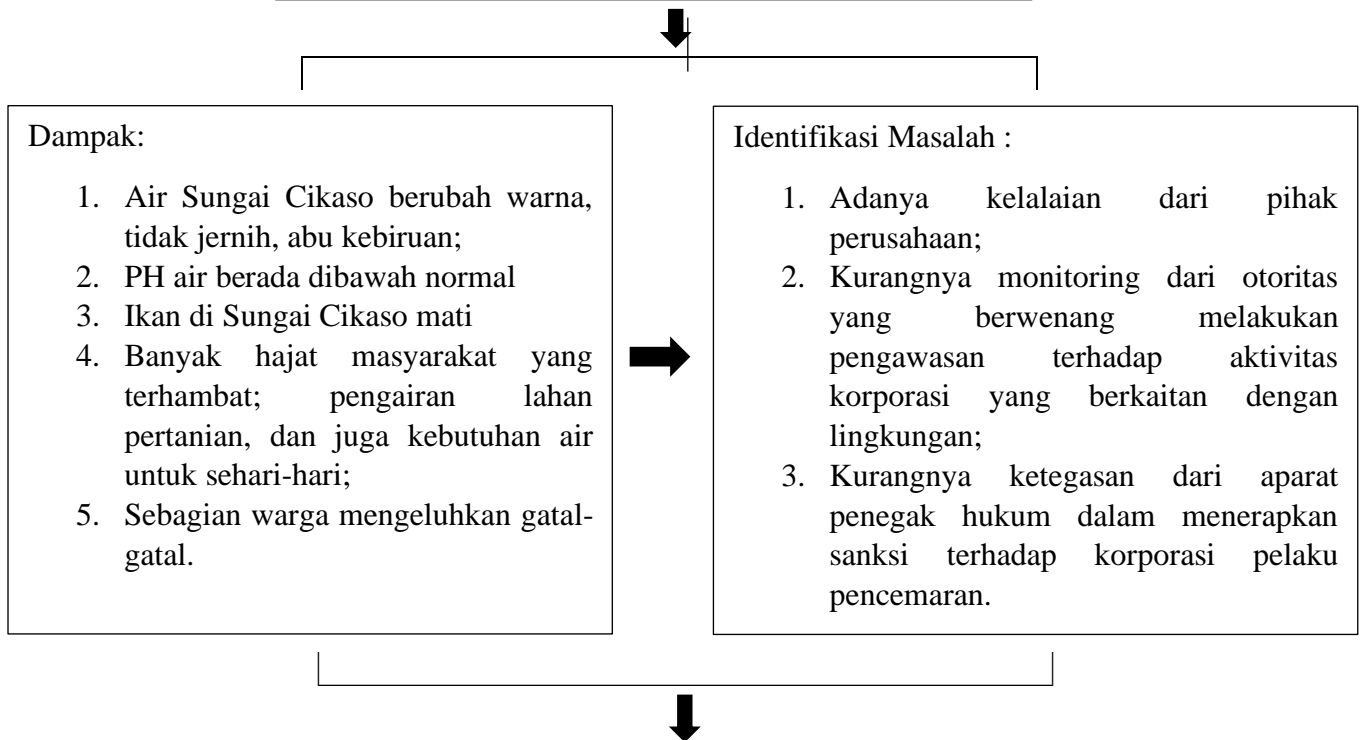 Dampak:
1. Air Sungai Cikaso berubah warna,
tidak jernih, abu kebiruan;
2. PH air berada dibawah normal
3. Ikan di Sungai Cikaso mati
4. Banyak hajat masyarakat yang
terhambat; pengairan lahan
pertanian, dan juga kebutuhan air
untuk sehari-hari;
5. Sebagian warga mengeluhkan gatal-
gatal.
Identifikasi Masalah :
1. Adanya kelalaian dari pihak
perusahaan;
2. Kurangnya monitoring dari otoritas
yang berwenang melakukan
pengawasan terhadap aktivitas
korporasi yang berkaitan dengan
lingkungan;
3. Kurangnya ketegasan dari aparat
penegak hukum dalam menerapkan
sanksi terhadap korporasi pelaku
pencemaran.